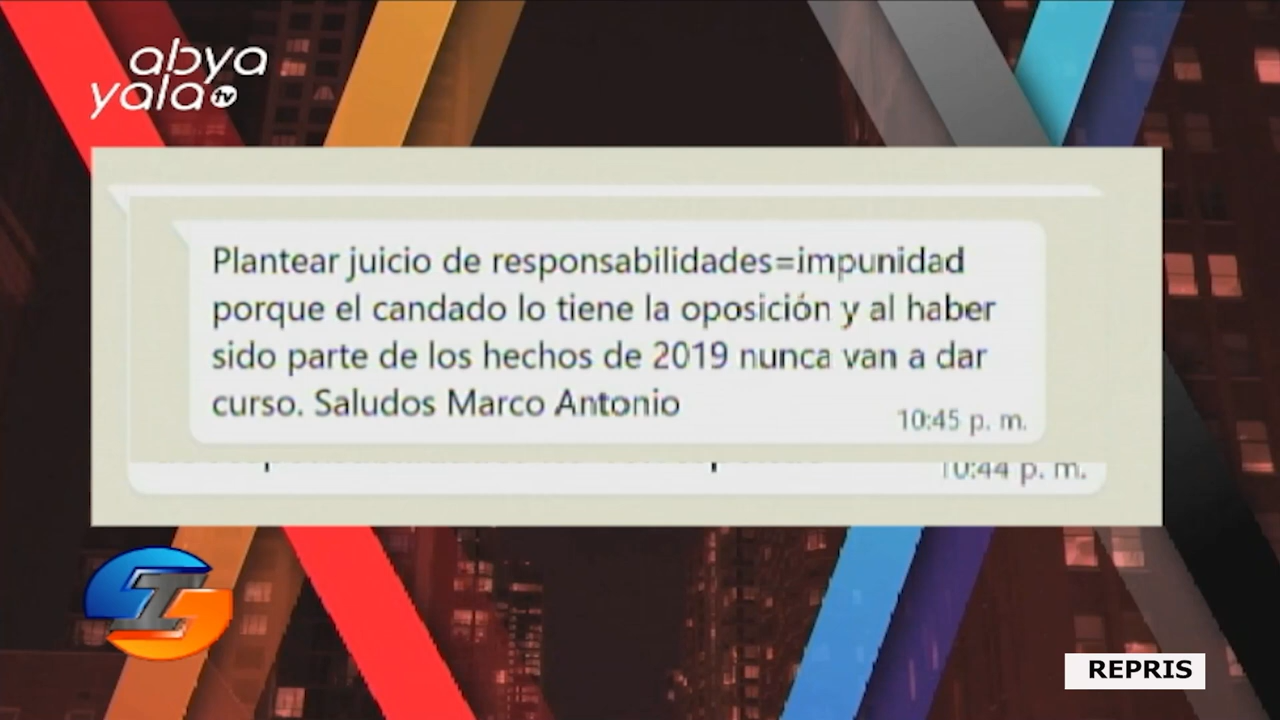 abya
yala tv
Plantear juicio de responsabilidades=impunidad
porque el candado lo tiene la oposición y al haber
sido parte de los hechos de 2019 nunca van a dar
curso. Saludos Marco Antonio
10:45 p. m.
10:44 p. m.
REPRIS